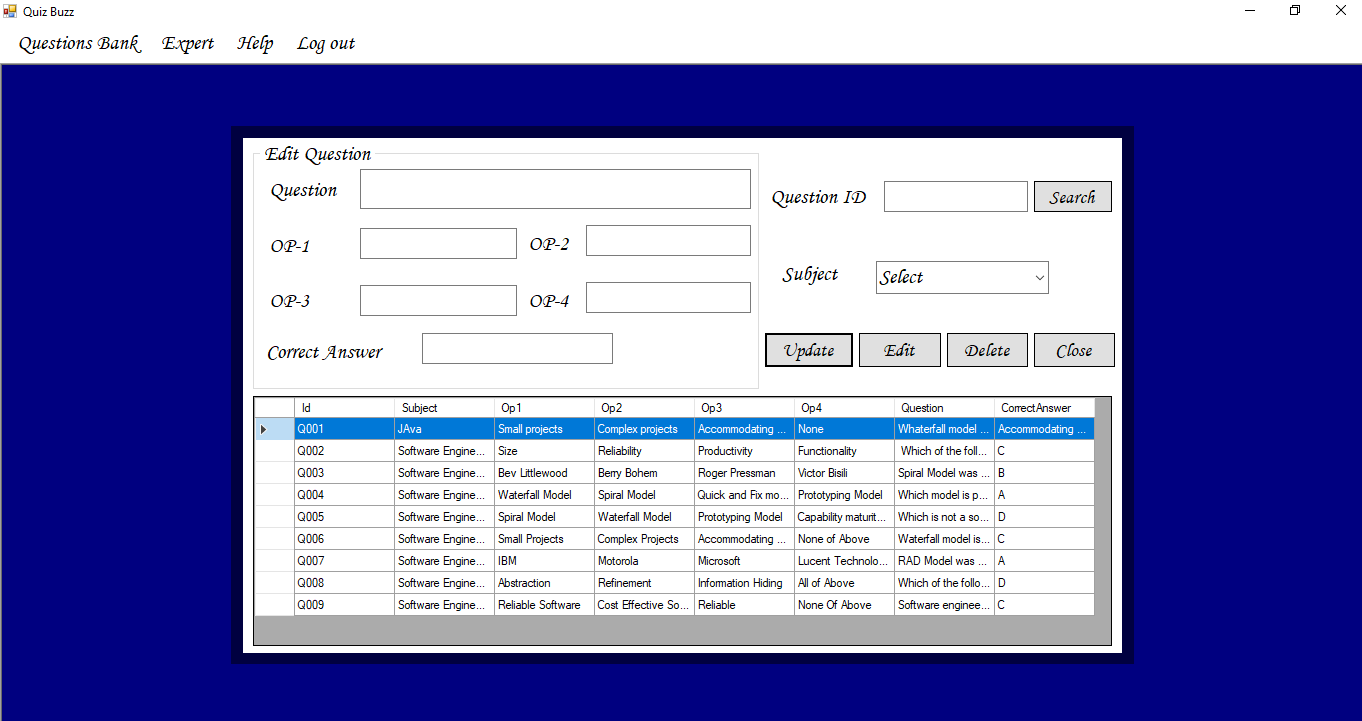 Quiz Buzz
Questions Bank Expert Help Log out
Edit Question
Question
Question ID Search
OP-1 OP-2
Subject Select
OP-3 OP-4
Correct Answer
Update Edit Delete Close
Id Subject Op1 Op2 Op3 Op4 Question CorrectAnswer
Q001 JAva Small projects Complex projects Accommodating ... None Whaterfall model ... Accommodating ...
Q002 Software Engine... Size Reliability Productivity Functionality Which of the foll... C
Q003 Software Engine... Bev Littlewood Berry Bohem Roger Pressman Victor Bisili Spiral Model was ... B
Q004 Software Engine... Waterfall Model Spiral Model Quick and Fix mo... Prototyping Model Which model is p... A
Q005 Software Engine... Spiral Model Waterfall Model Prototyping Model Capability maturit... Which is not a so... D
Q006 Software Engine... Small Projects Complex Projects Accommodating ... None of Above Waterfall model is... C
Q007 Software Engine... IBM Motorola Microsoft Lucent Technolo... RAD Model was ... A
Q008 Software Engine... Abstraction Refinement Information Hiding All of Above Which of the follo... D
Q009 Software Engine... Reliable Software Cost Effective So... Reliable None Of Above Software enginee... C